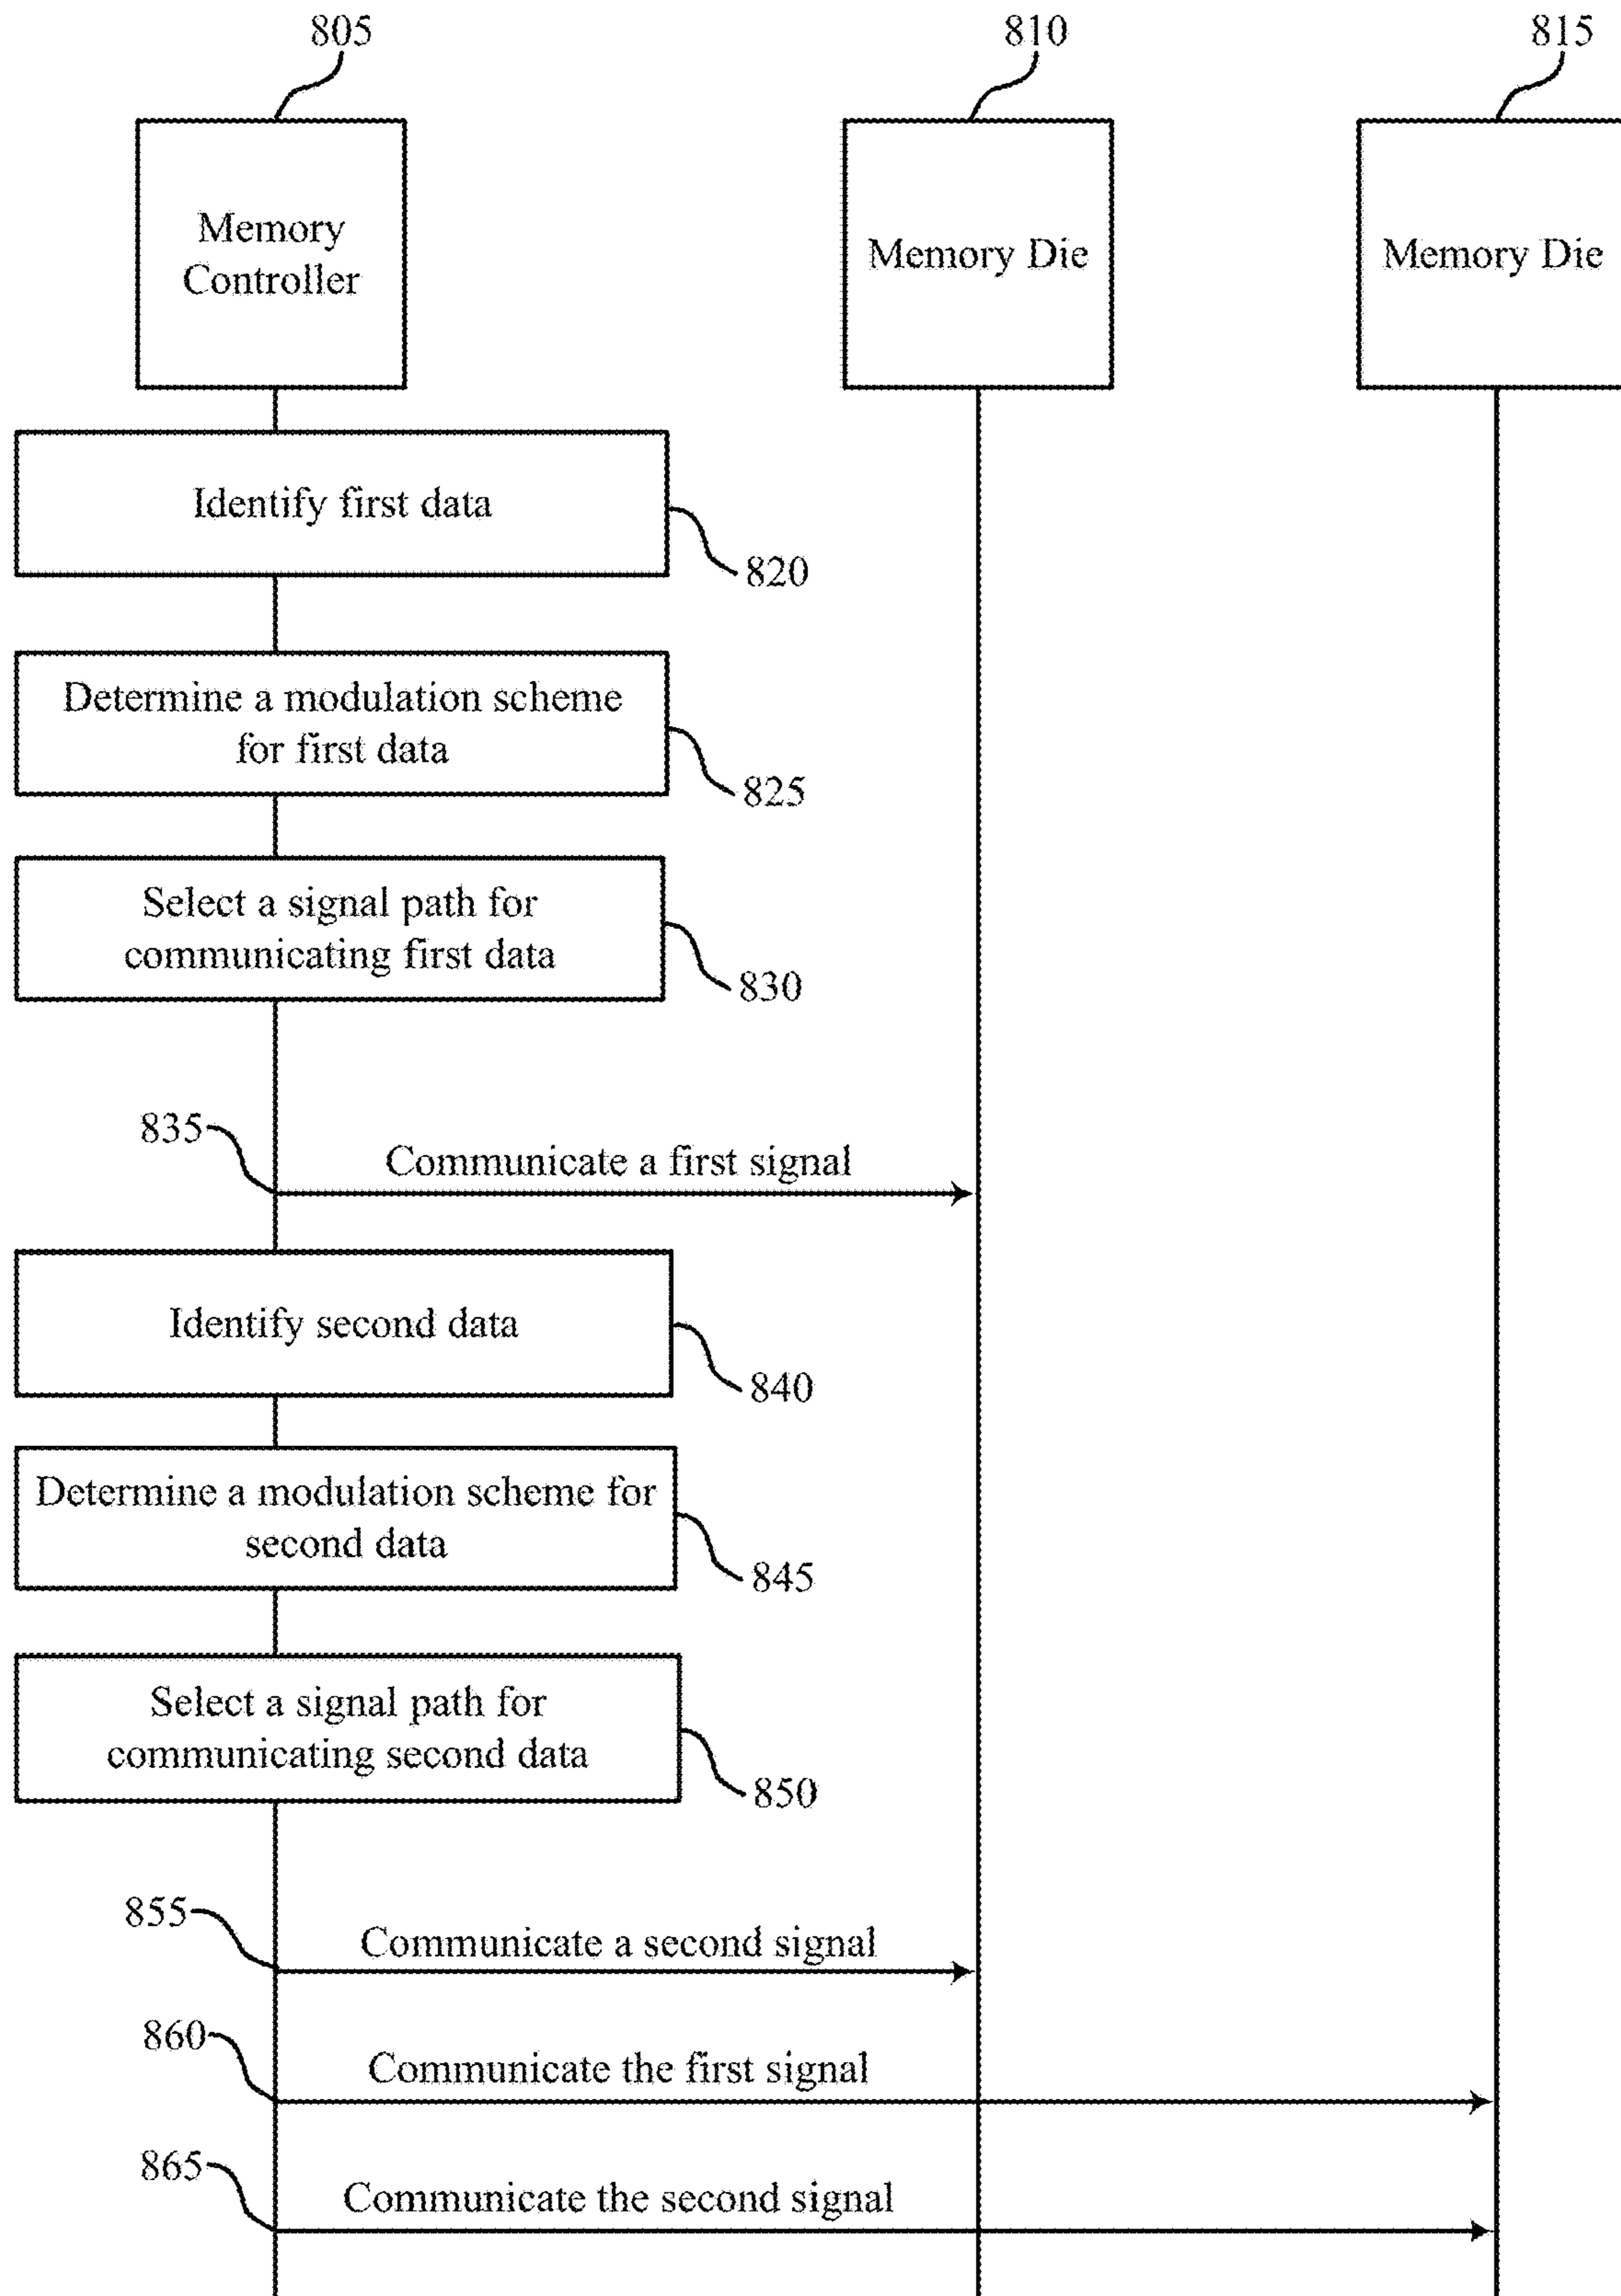 805
810
815
Memory
Controller
Memory Die
Memory Die
Identify first data
820
Determine a modulation scheme
for first data
825
Select a signal path for
communicating first data
830
835
Communicate a first signal
Identify second data
840
Determine a modulation scheme for
second data
845
Select a signal path for
communicating second data
850
855
Communicate a second signal
860
Communicate the first signal
865
Communicate the second signal